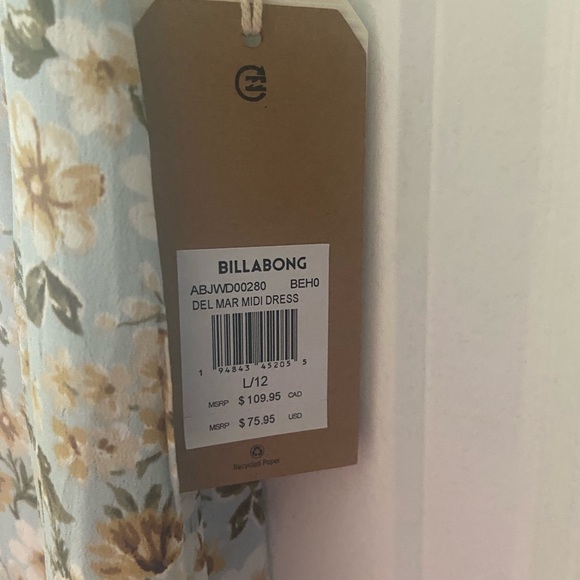 BILLABONG
ABJWD00280 BEH0
DEL MAR MIDI DRESS
1 94843 45205 5
L/12
MSRP $109.95 CAD
MSRP $75.95 USD
Recycled Paper